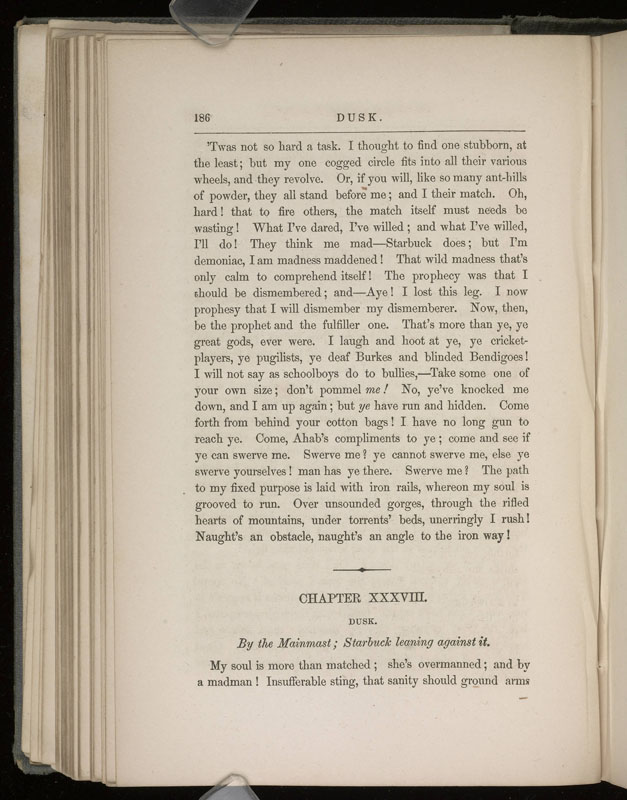 186 DUSK.
'Twas not so hard a task. I thought to find one stubborn, at
the least; but my one cogged circle fits into all their various
wheels, and they revolve. Or, if you will, like so many ant-hills
of powder, they all stand before me; and I their match. Oh,
hard! that to fire others, the match itself must needs be
wasting! What I've dared, I've willed; and what I've willed,
I'll do! They think me mad—Starbuck does; but I'm
demoniac, I am madness maddened! That wild madness that's
only calm to comprehend itself! The prophecy was that I
should be dismembered; and—Aye! I lost this leg. I now
prophesy that I will dismember my dismemberer. Now, then,
be the prophet and the fulfiller one. That's more than ye, ye
great gods, ever were. I laugh and hoot at ye, ye cricket-
players, ye pugilists, ye deaf Burkes and blinded Bendigoes!
I will not say as schoolboys do to bullies,—Take some one of
your own size; don't pommel me! No, ye've knocked me
down, and I am up again; but ye have run and hidden. Come
forth from behind your cotton bags! I have no long gun to
reach ye. Come, Ahab's compliments to ye; come and see if
ye can swerve me. Swerve me? ye cannot swerve me, else ye
swerve yourselves! man has ye there. Swerve me? The path
to my fixed purpose is laid with iron rails, whereon my soul is
grooved to run. Over unsounded gorges, through the rifled
hearts of mountains, under torrents' beds, unerringly I rush!
Naught's an obstacle, naught's an angle to the iron way!
CHAPTER XXXVIII.
DUSK.
By the Mainmast; Starbuck leaning against it.
My soul is more than matched; she's overmanned; and by
a madman! Insufferable sting, that sanity should ground arms